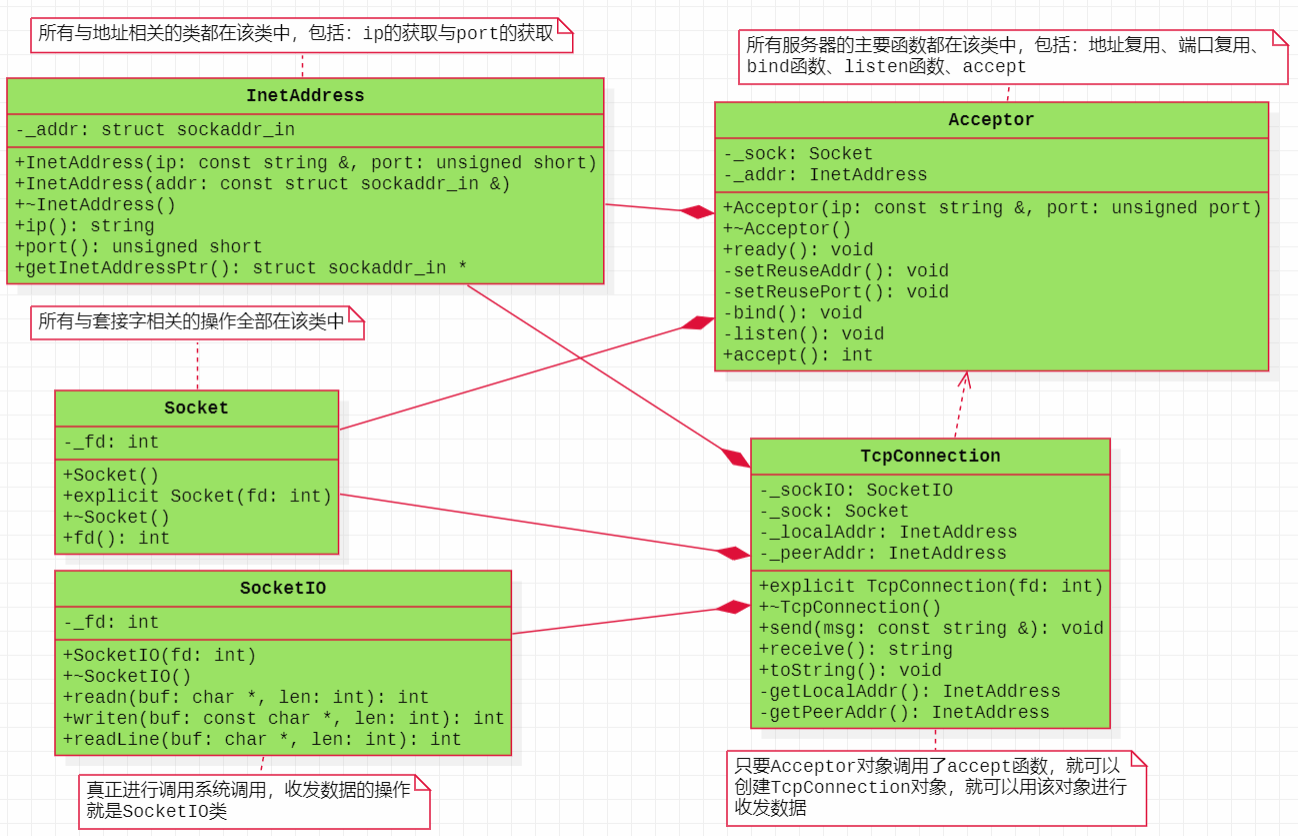 所有与地址相关的类都在该类中，包括：ip的获取与port的获取
InetAddress
-_addr: struct sockaddr_in
+InetAddress(ip: const string &, port: unsigned short)
+InetAddress(addr: const struct sockaddr_in &)
+~InetAddress()
+ip(): string
+port(): unsigned short
+getInetAddressPtr(): struct sockaddr_in *
所有服务器的主要函数都在该类中，包括：地址复用、端口复用、
bind函数、listen函数、accept
Acceptor
-_sock: Socket
-_addr: InetAddress
+Acceptor(ip: const string &, port: unsigned port)
+~Acceptor()
+ready(): void
-setReuseAddr(): void
-setReusePort(): void
-bind(): void
-listen(): void
+accept(): int
所有与套接字相关的操作全部在该类中
Socket
-_fd: int
+Socket()
+explicit Socket(fd: int)
+~Socket()
+fd(): int
SocketIO
-_fd: int
+SocketIO(fd: int)
+~SocketIO()
+readn(buf: char *, len: int): int
+writen(buf: const char *, len: int): int
+readLine(buf: char *, len: int): int
真正进行调用系统调用，收发数据的操作
就是SocketIO类
TcpConnection
-_sockIO: SocketIO
-_sock: Socket
-_localAddr: InetAddress
-_peerAddr: InetAddress
+explicit TcpConnection(fd: int)
+~TcpConnection()
+send(msg: const string &): void
+receive(): string
+toString(): void
-getLocalAddr(): InetAddress
-getPeerAddr(): InetAddress
只要Acceptor对象调用了accept函数，就可以
创建TcpConnection对象，就可以用该对象进行
收发数据